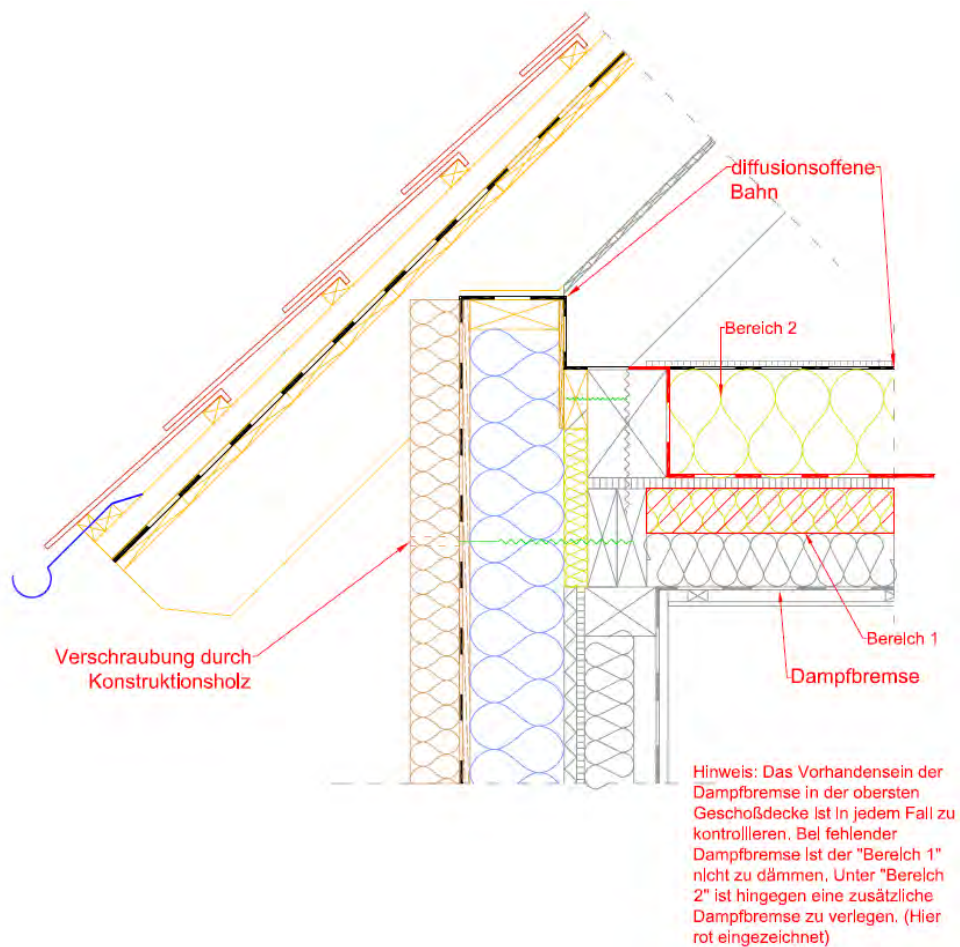 diffusionsoffene
Bahn
Bereich 2
Verschraubung durch
Konstruktionsholz
Bereich 1
Dampfbremse
Hinweis: Das Vorhandensein der
Dampfbremse in der obersten
Geschoßdecke ist in jedem Fall zu
kontrollieren. Bei fehlender
Dampfbremse ist der "Bereich 1"
nicht zu dämmen. Unter "Bereich
2" ist hingegen eine zusätzliche
Dampfbremse zu verlegen. (Hier
rot eingezeichnet)